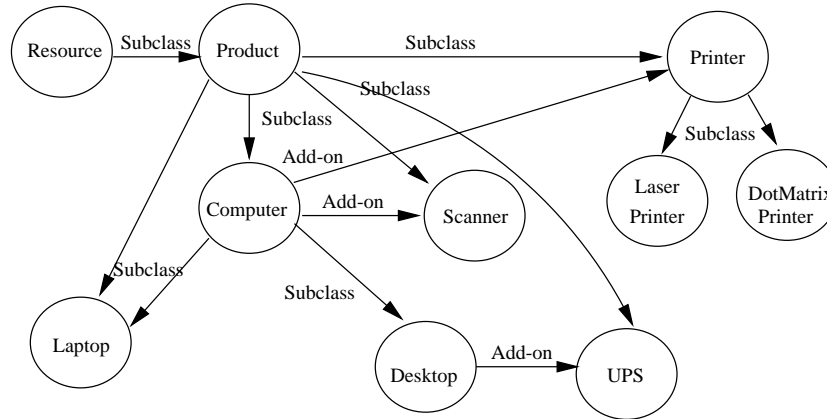 Resource
Subclass
Product
Subclass
Printer
Subclass
Subclass
Subclass
Add-on
Laser
Printer
DotMatrix
Printer
Computer
Add-on
Scanner
Subclass
Subclass
Laptop
Desktop
Add-on
UPS